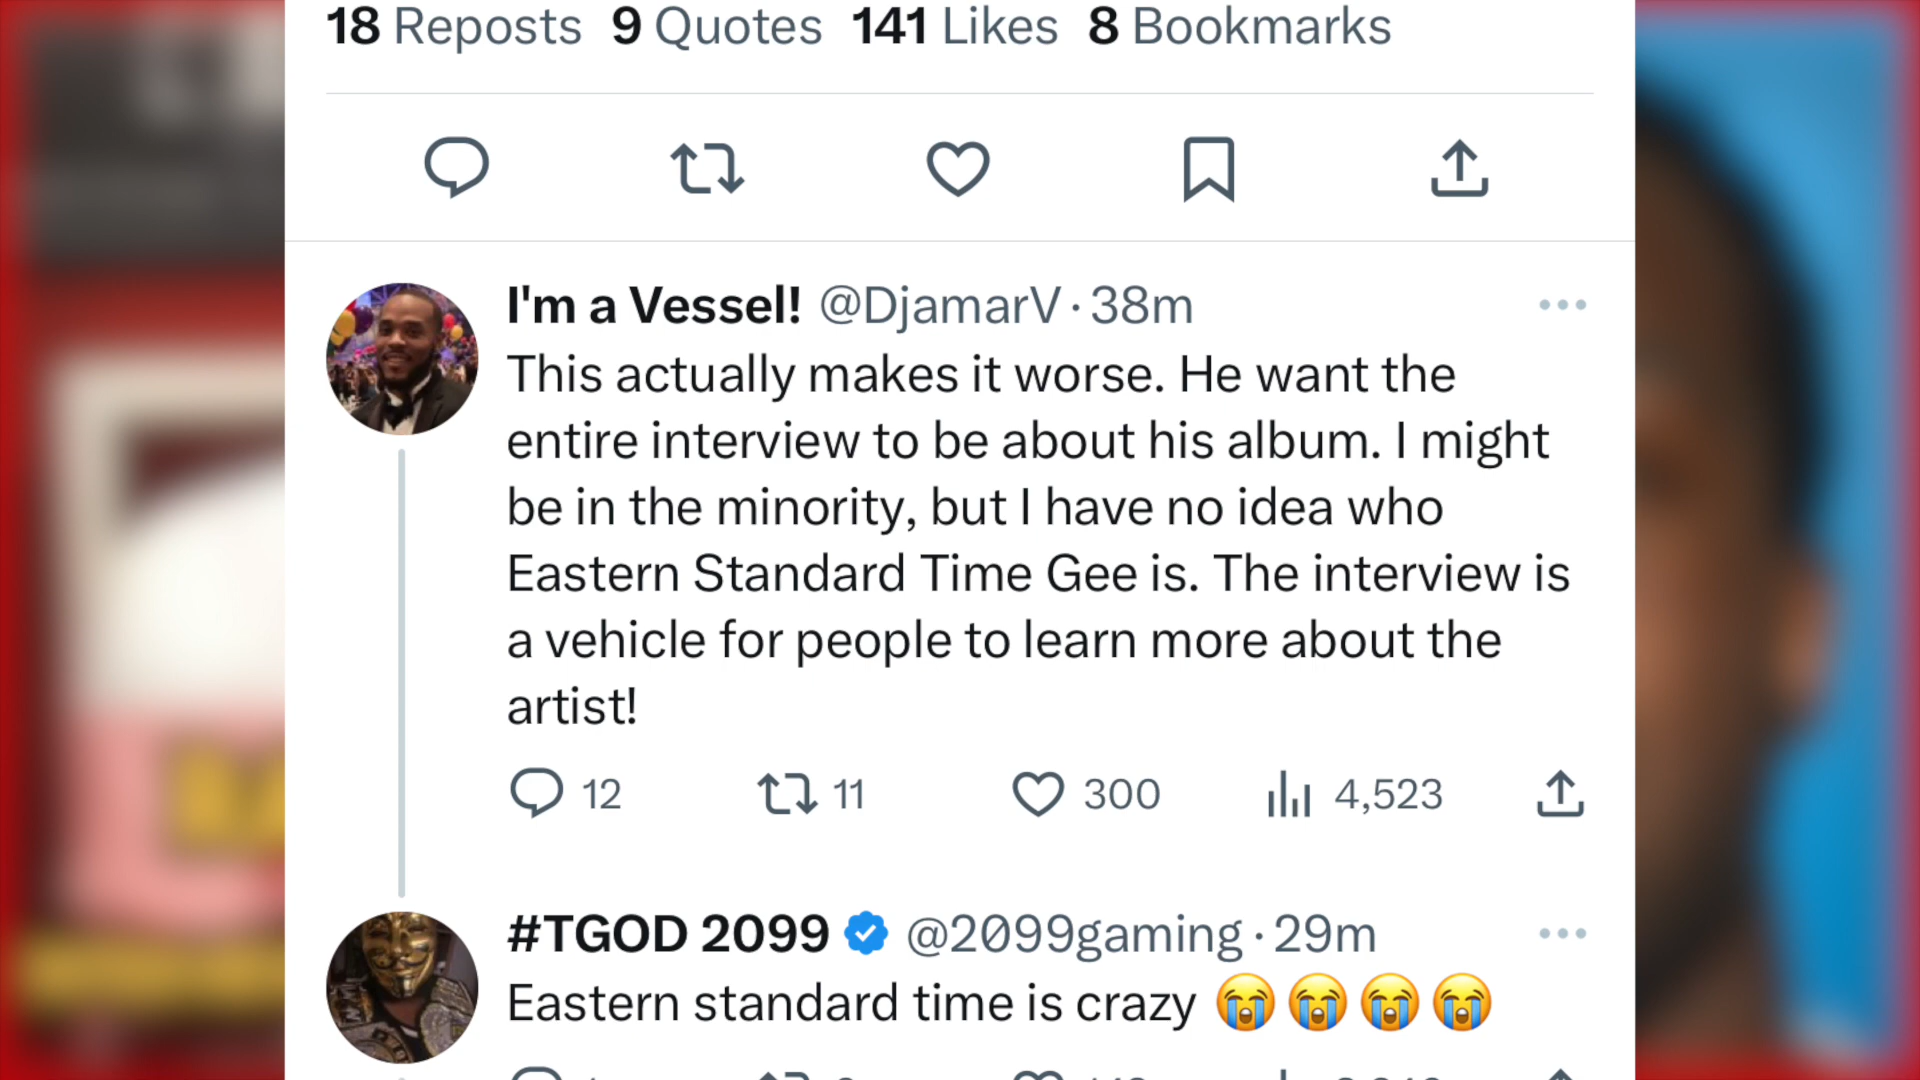 18 Reposts 9 Quotes 141 Likes 8 Bookmarks
I'm a Vessel! @DjamarV · 38m
This actually makes it worse. He want the
entire interview to be about his album. I might
be in the minority, but I have no idea who
Eastern Standard Time Gee is. The interview is
a vehicle for people to learn more about the
artist!
12 11 300 4,523
#TGOD 2099 @2099gaming · 29m
Eastern standard time is crazy 😭😭😭😭